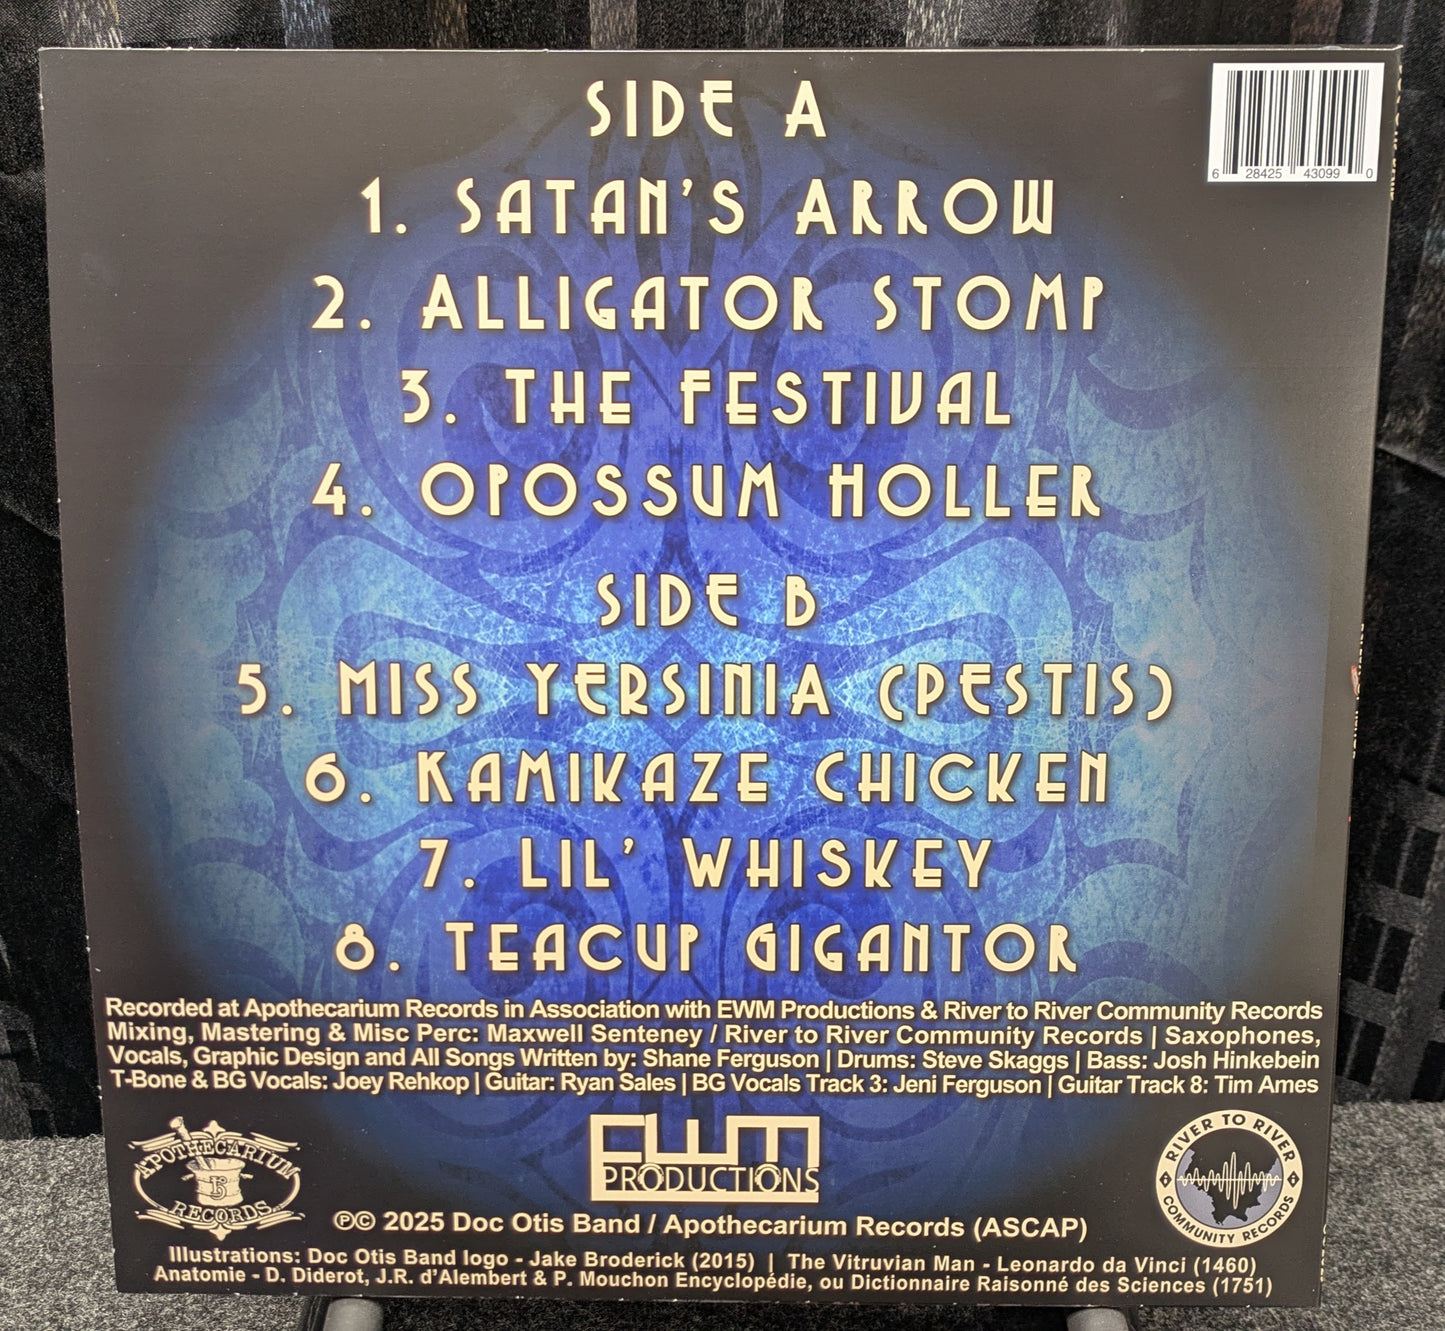 SIDE A
6 28425 43099 0
1. SATAN'S ARROW
2. ALLIGATOR STOMP
3. THE FESTIVAL
4. OPOSSUM HOLLER
SIDE B
5. MISS YERSINIA (PESTIS)
6. KAMIKAZE CHICKEN
7. LIL' WHISKEY
8. TEACUP GIGANTOR
Recorded at Apothecarium Records in Association with EWM Productions & River to River Community Records
Mixing, Mastering & Misc Perc: Maxwell Senteney / River to River Community Records | Saxophones,
Vocals, Graphic Design and All Songs Written by: Shane Ferguson | Drums: Steve Skaggs | Bass: Josh Hinkebein
T-Bone & BG Vocals: Joey Rehkop | Guitar: Ryan Sales | BG Vocals Track 3: Jeni Ferguson | Guitar Track 8: Tim Ames
APOTHECARIUM
RECORDS
EWM
PRODUCTIONS
RIVER TO RIVER
COMMUNITY RECORDS
℗© 2025 Doc Otis Band / Apothecarium Records (ASCAP)
Illustrations: Doc Otis Band logo - Jake Broderick (2015) | The Vitruvian Man - Leonardo da Vinci (1460)
Anatomie - D. Diderot, J.R. d'Alembert & P. Mouchon Encyclopédie, ou Dictionnaire Raisonné des Sciences (1751)